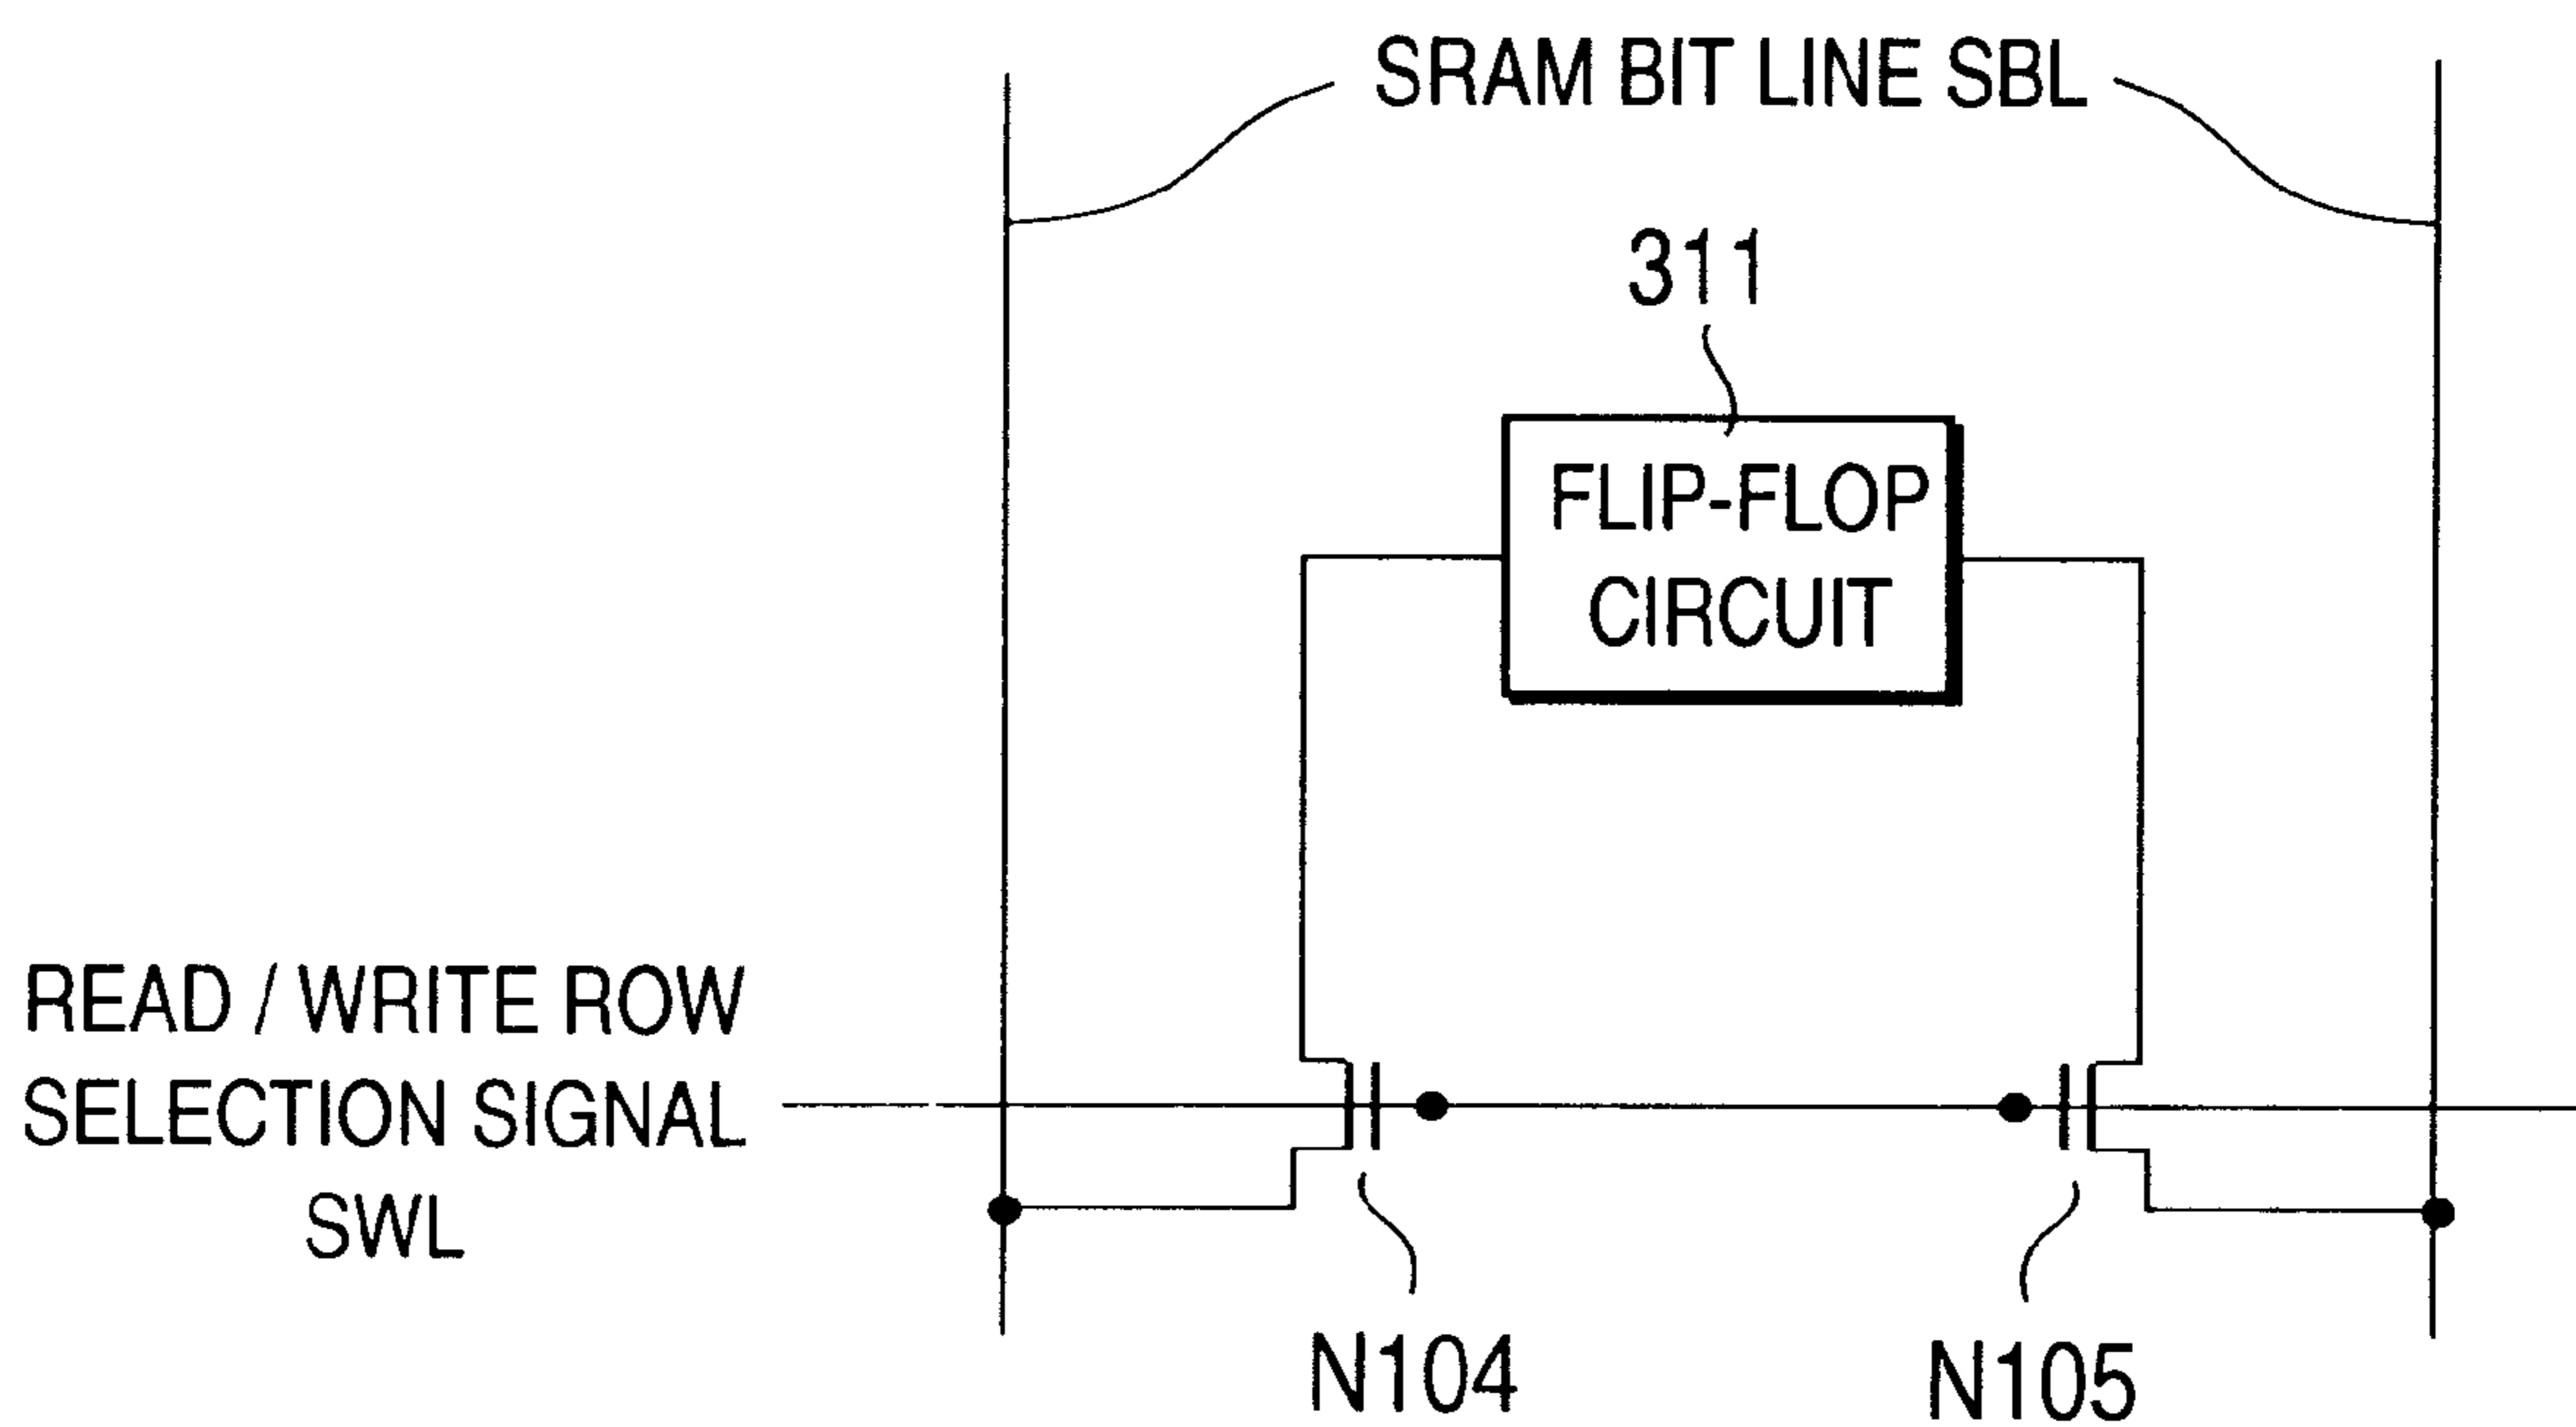 SRAM BIT LINE SBL
311
FLIP-FLOP
CIRCUIT
READ / WRITE ROW
SELECTION SIGNAL
SWL
N104
N105